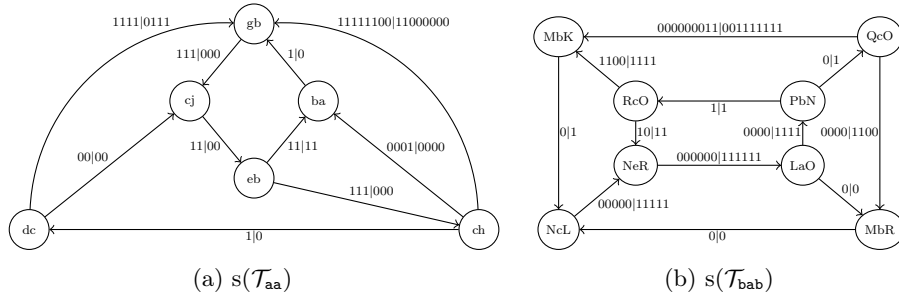 1111|0111
gb
11111100|11000000
111|000
1|0
cj
ba
00|00
11|00
11|11
0001|0000
eb
111|000
dc
1|0
ch
(a) s(𝒯aa)
000000011|001111111
MbK
QcO
1100|1111
0|1
RcO
PbN
1|1
0|1
10|11
0000|1111
0000|1100
NeR
000000|111111
LaO
00000|11111
0|0
NcL
0|0
MbR
(b) s(𝒯bab)